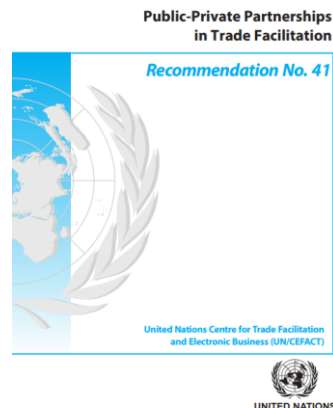 Public-Private Partnerships
in Trade Facilitation
Recommendation No. 41
United Nations Centre for Trade Facilitation
and Electronic Business (UN/CEFACT)
UNITED NATIONS